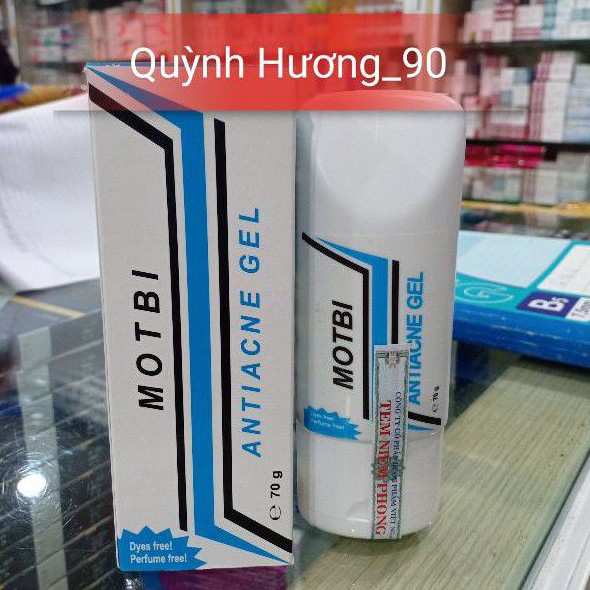 Quỳnh Hương_90
MOTBI
ANTIACNE GEL
℮ 70 g
Dyes free!
Perfume free!
MOTBI
ANTIACNE GEL
℮ 70 g
Dyes free!
Perfume free!
TEM NIÊM PHONG
B5